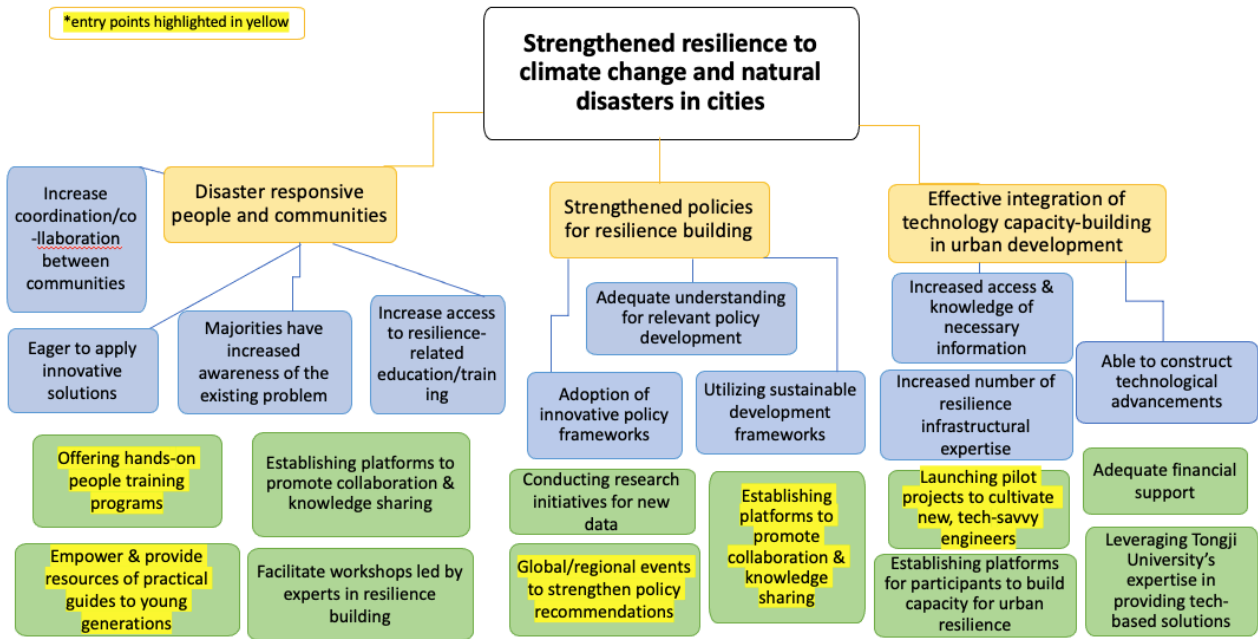 *entry points highlighted in yellow
Strengthened resilience to
climate change and natural
disasters in cities
Increase
coordination/co
-llaboration
between
communities
Disaster responsive
people and communities
Strengthened policies
for resilience building
Effective integration of
technology capacity-building
in urban development
Eager to apply
innovative
solutions
Majorities have
increased
awareness of the
existing problem
Increase access
to resilience-
related
education/train
ing
Adequate understanding
for relevant policy
development
Adoption of
innovative policy
frameworks
Utilizing sustainable
development
frameworks
Increased access &
knowledge of
necessary
information
Increased number of
resilience
infrastructural
expertise
Able to construct
technological
advancements
Offering hands-on
people training
programs
Establishing platforms to
promote collaboration &
knowledge sharing
Empower & provide
resources of practical
guides to young
generations
Facilitate workshops led by
experts in resilience
building
Conducting research
initiatives for new
data
Global/regional events
to strengthen policy
recommendations
Establishing
platforms to
promote
collaboration &
knowledge
sharing
Launching pilot
projects to cultivate
new, tech-savvy
engineers
Establishing platforms
for participants to build
capacity for urban
resilience
Adequate financial
support
Leveraging Tongji
University's
expertise in
providing tech-
based solutions